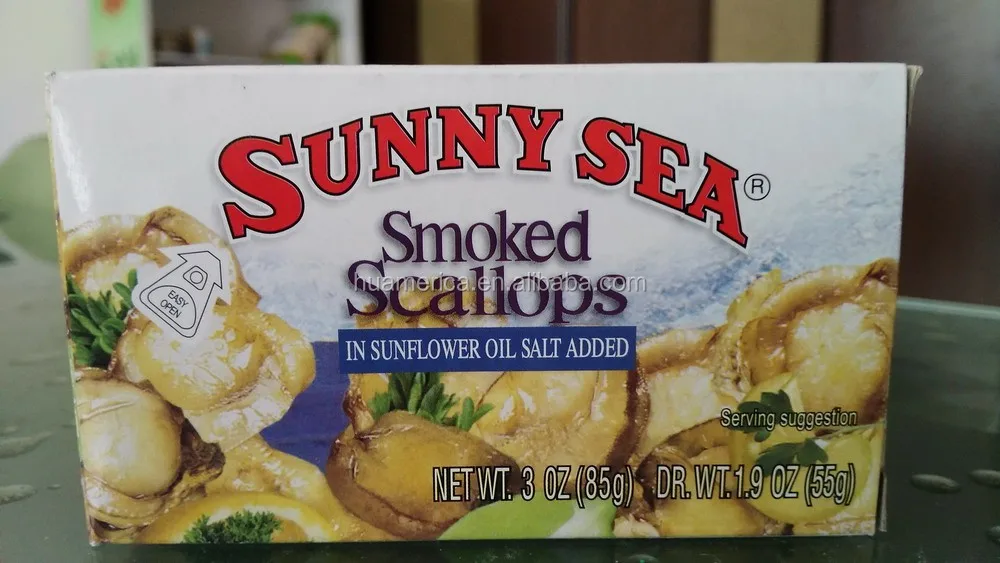 SUNNY SEA®
Smoked
Scallops
huamerica.en.alibaba.com
IN SUNFLOWER OIL SALT ADDED
EASY
OPEN
Serving suggestion
NET WT. 3 OZ (85g) DR. WT. 1.9 OZ (55g)